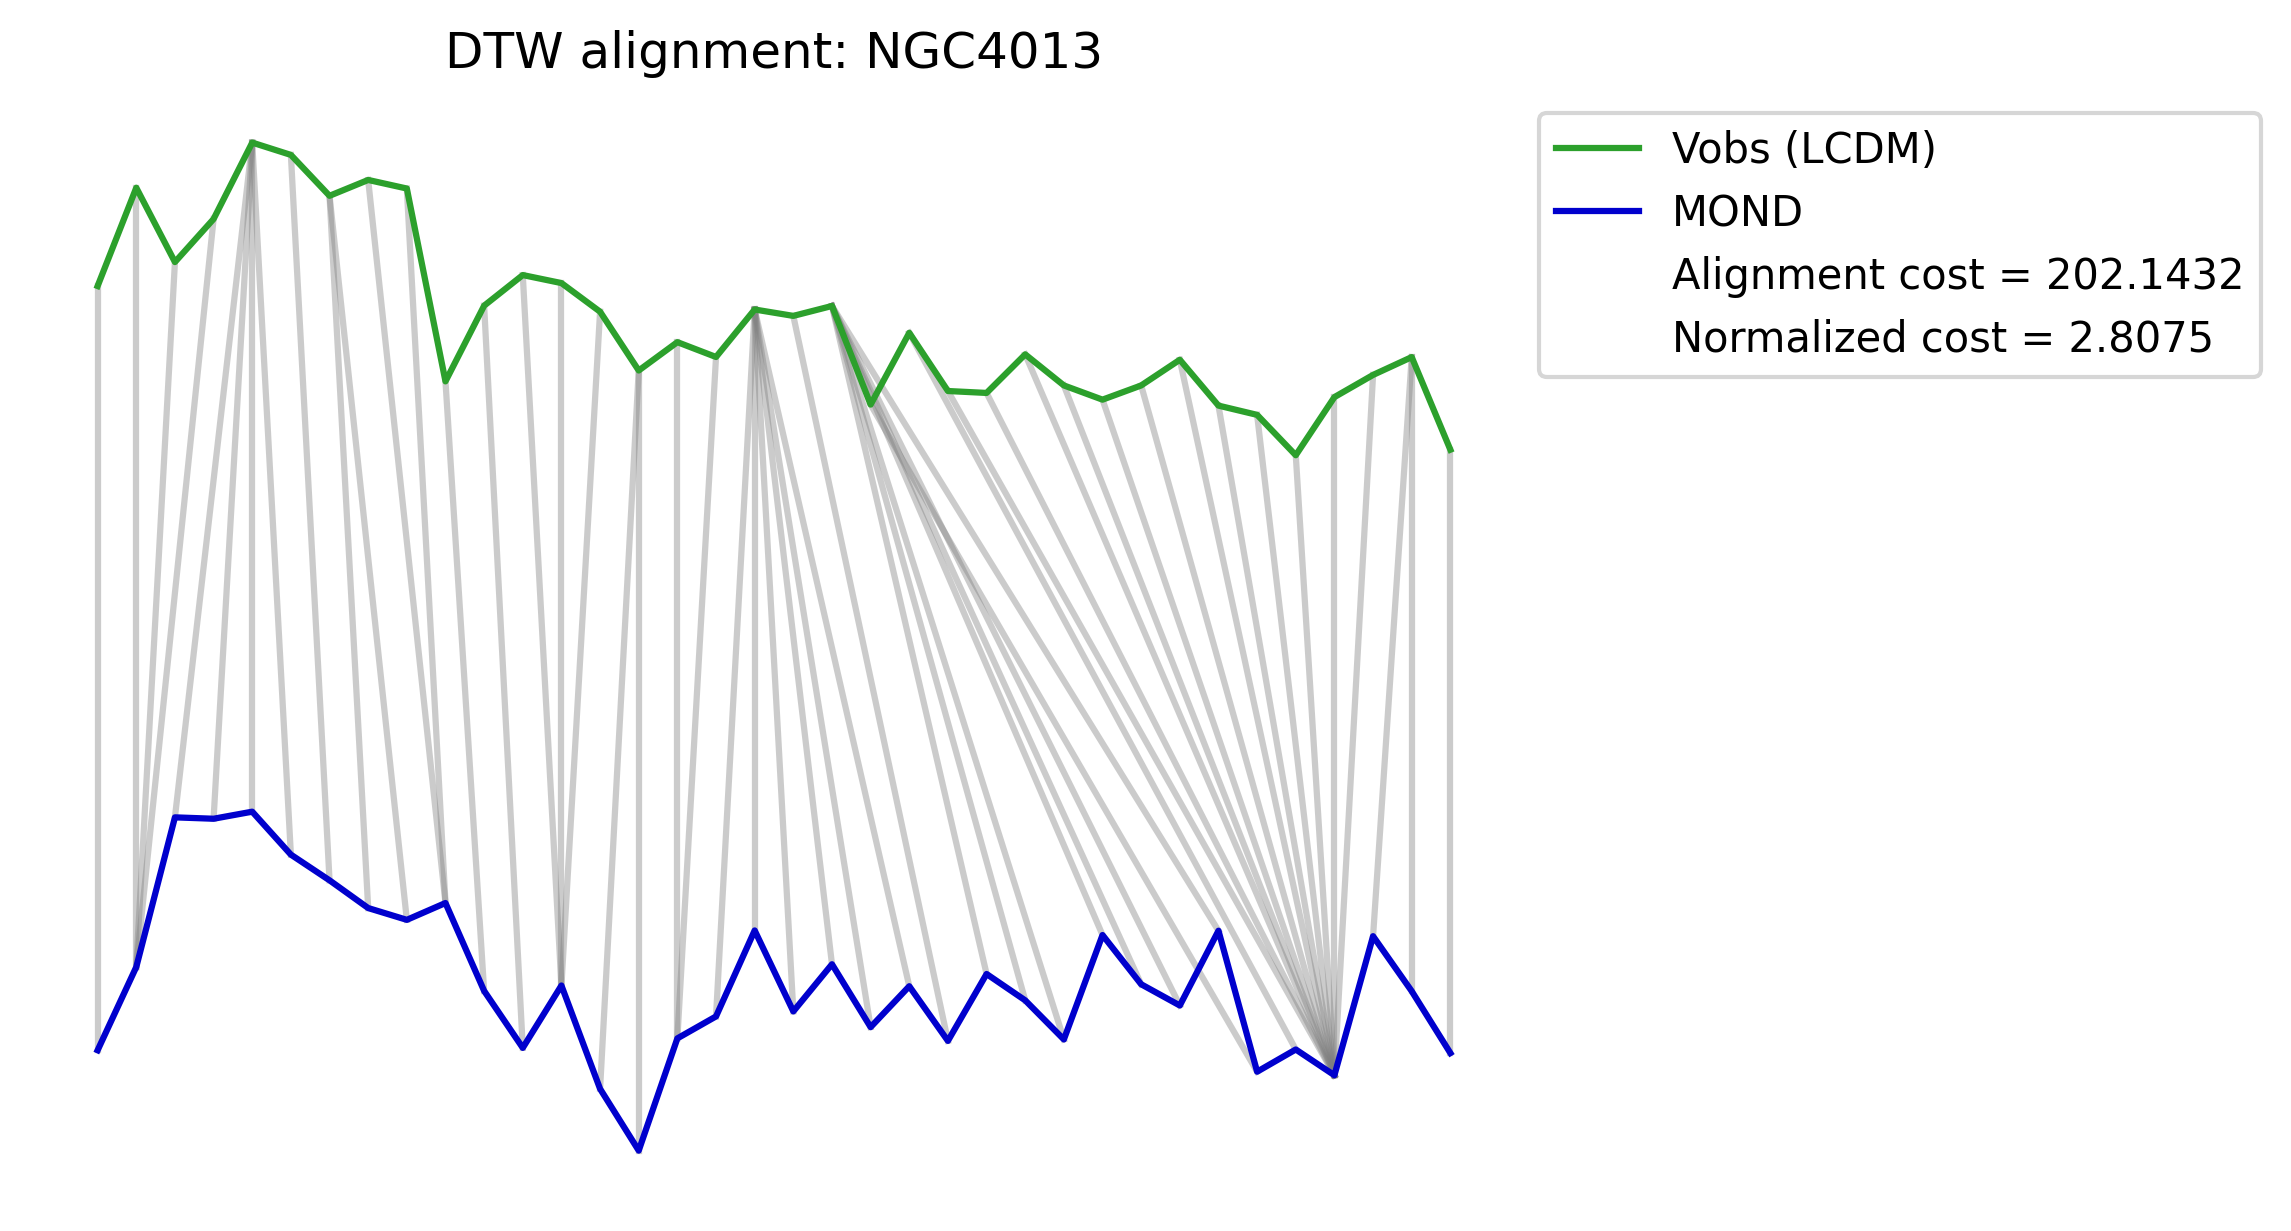 DTW alignment: NGC4013
Vobs (LCDM)
MOND
Alignment cost = 202.1432
Normalized cost = 2.8075